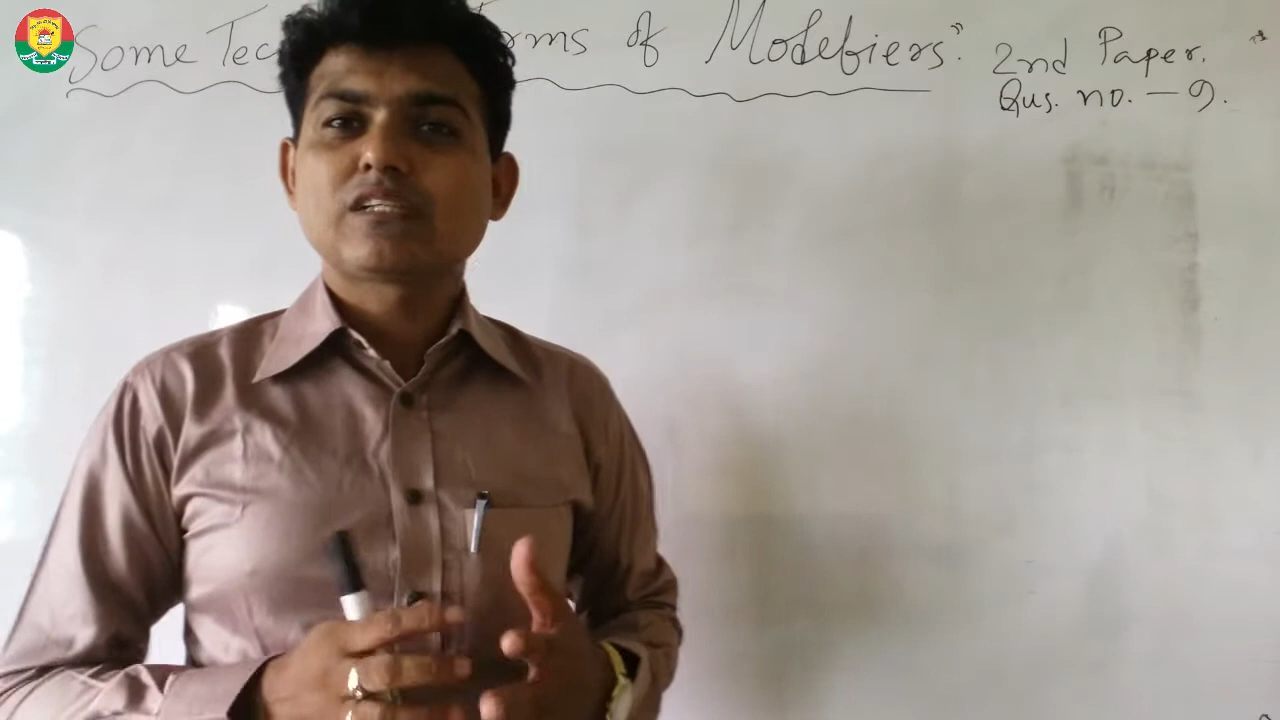 Some Tec rms of Modefiers"
2nd Paper.
Qus. no. — 9.